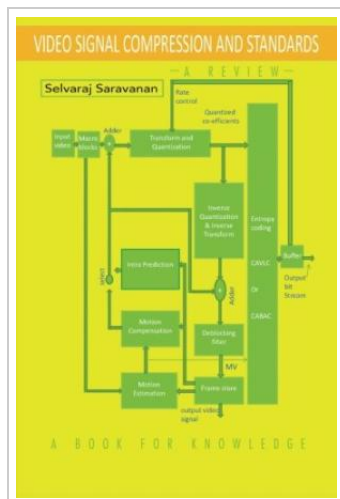 VIDEO SIGNAL COMPRESSION AND STANDARDS
A REVIEW
Selvaraj Saravanan
Rate
control
Quantized
co-efficients
Adder
Input
video
Macro
blocks
+
Transform and
Quantization
Inverse
Quantization
& Inverse
Transform
Entropy
coding
CAVLC
Or
CABAC
Buffer
Output
bit
Stream
Intra Prediction
select
+
Adder
Motion
Compensation
Deblocking
filter
MV
Motion
Estimation
Frame store
output video
signal
A BOOK FOR KNOWLEDGE